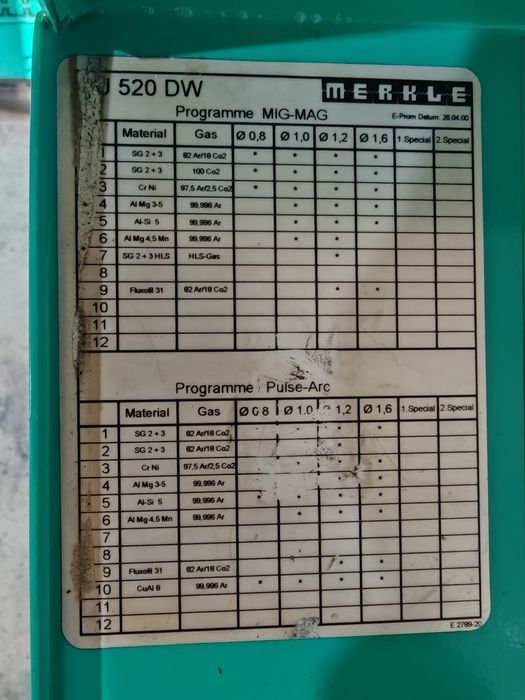 U 520 DW MERKLE
Programme MIG-MAG E-Prom Datum: 26.04.00
Material Gas Ø 0,8 Ø 1,0 Ø 1,2 Ø 1,6 1.Special 2.Special
1 SG 2+3 82 Ar/18 Co2 * * * *
2 SG 2+3 100 Co2 * * * *
3 Cr Ni 97,5 Ar/2,5 Co2 * * * *
4 Al Mg 3-5 99,996 Ar * * *
5 Al-Si 5 99,996 Ar * * *
6 Al Mg 4,5 Mn 99,996 Ar * *
7 SG 2+3 HLS HLS-Gas *
8
9 Fluxofil 31 82 Ar/18 Co2 * *
10
11
12
Programme Pulse-Arc
Material Gas Ø 0 8 Ø 1,0 1,2 Ø 1,6 1.Special 2.Special
1 SG 2+3 82 Ar/18 Co2 * *
2 SG 2+3 82 Ar/18 Co2 * *
3 Cr Ni 97,5 Ar/2,5 Co2 * *
4 Al Mg 3-5 99,996 Ar *
5 Al-Si 5 99,996 Ar * * * *
6 Al Mg 4,5 Mn 99,996 Ar * * *
7
8
9 Fluxofil 31 82 Ar/18 Co2 * *
10 CuAl 8 99,996 Ar * * * *
11
12
E 2789-20